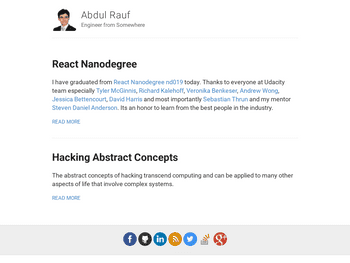 Abdul Rauf
Engineer from Somewhere
React Nanodegree
I have graduated from React Nanodegree nd019 today. Thanks to everyone at Udacity
team especially Tyler McGinnis, Richard Kalehoff, Veronika Benkeser, Andrew Wong,
Jessica Bettencourt, David Harris and most importantly Sebastian Thrun and my mentor
Steven Daniel Anderson. Its an honor to learn from the best people in the industry.
READ MORE
Hacking Abstract Concepts
The abstract concepts of hacking transcend computing and can be applied to many other
aspects of life that involve complex systems.
READ MORE